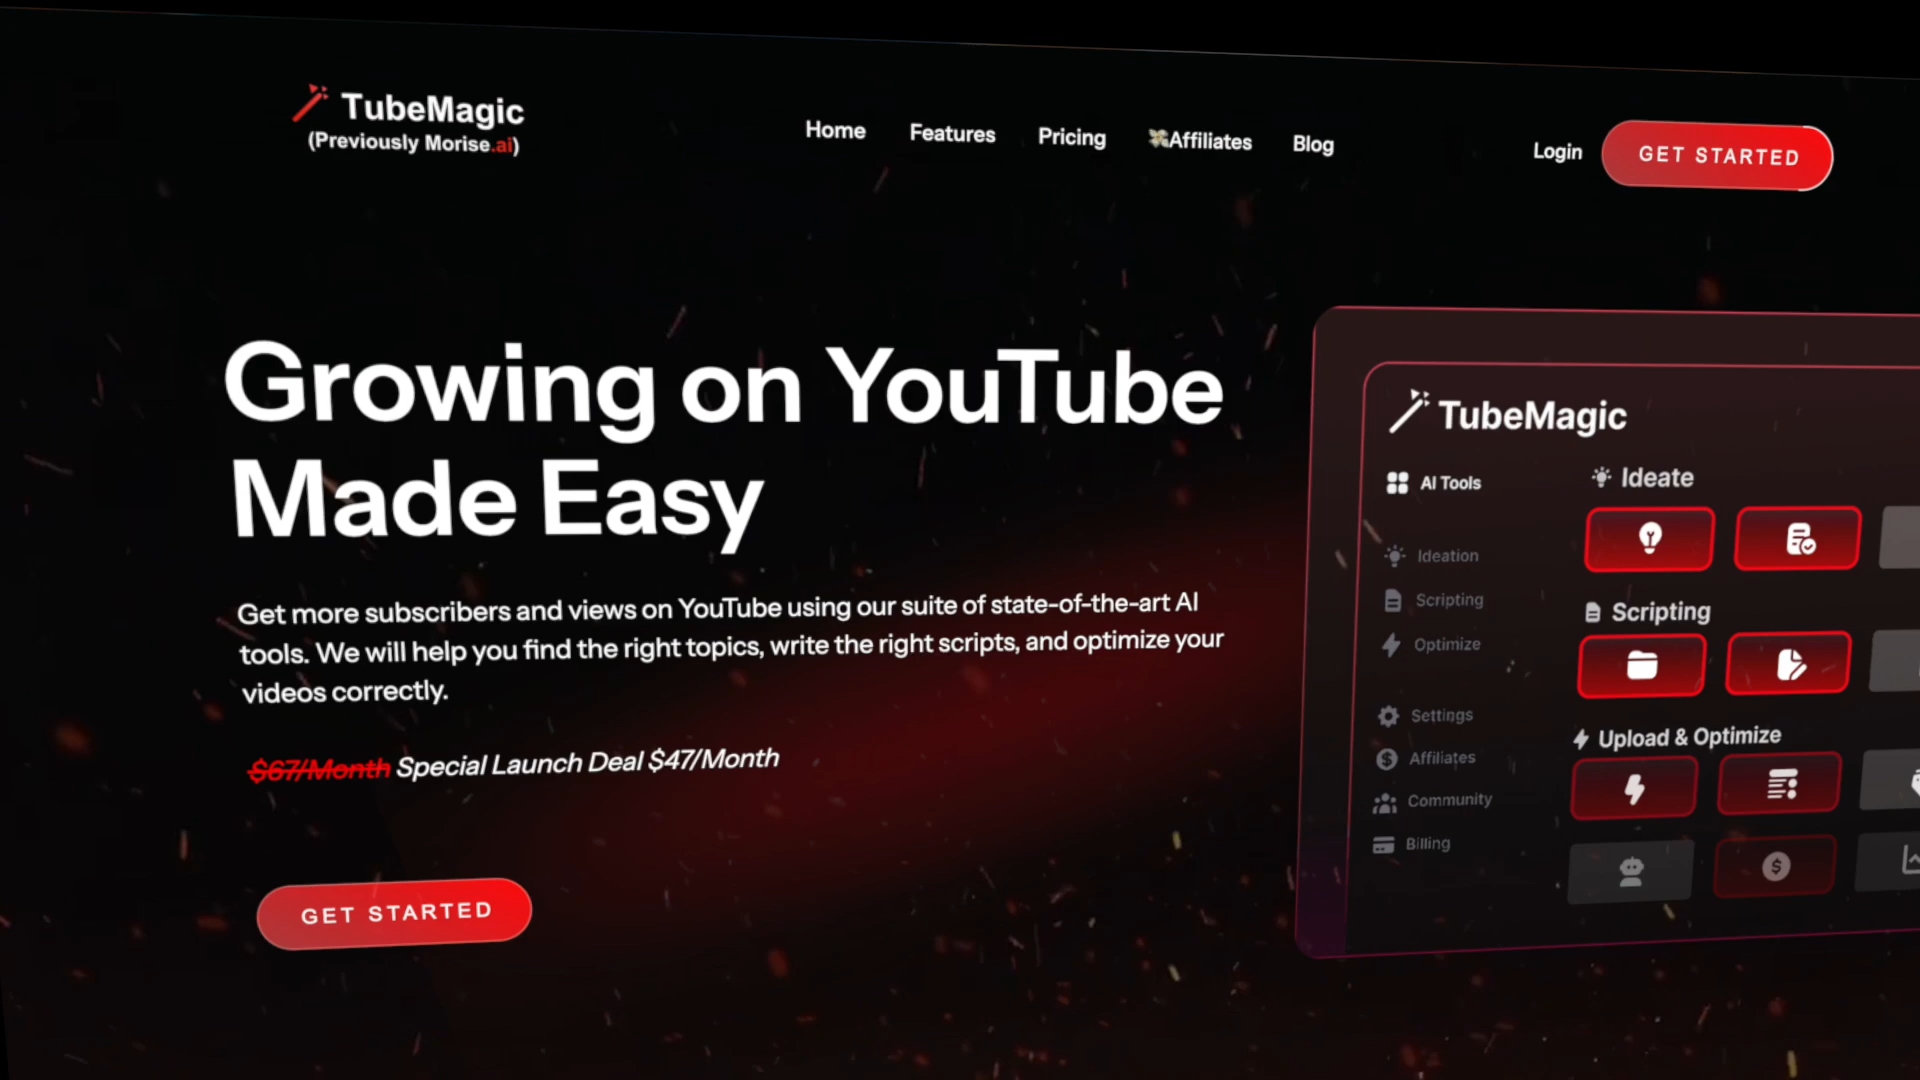 TubeMagic
(Previously Morise.ai)
Home
Features
Pricing
Affiliates
Blog
Login
GET STARTED
Growing on YouTube
Made Easy
Get more subscribers and views on YouTube using our suite of state-of-the-art AI
tools. We will help you find the right topics, write the right scripts, and optimize your
videos correctly.
$67/Month Special Launch Deal $47/Month
GET STARTED
TubeMagic
AI Tools
Ideation
Scripting
Optimize
Settings
Affiliates
Community
Billing
Ideate
Scripting
Upload & Optimize